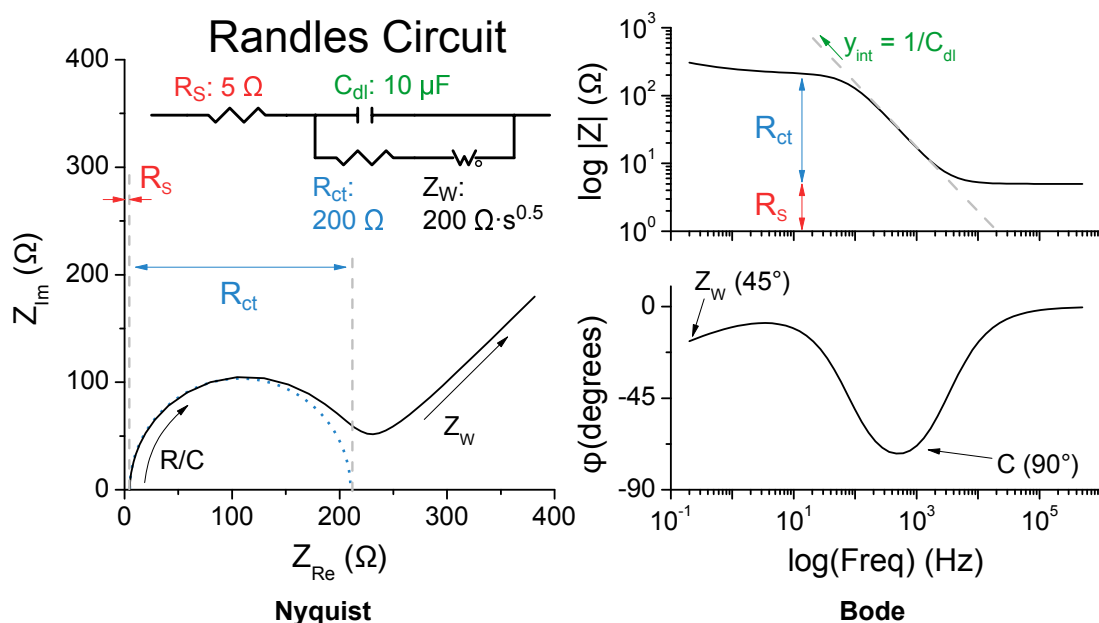 Randles Circuit
R_S: 5 Ω
C_dl: 10 µF
R_ct:
200 Ω
Z_W:
200 Ω·s^0.5
R_S
R_ct
R/C
Z_W
Z_Im (Ω)
400
300
200
100
0
0
100
200
300
400
Z_Re (Ω)
Nyquist
y_int = 1/C_dl
R_ct
R_S
log |Z| (Ω)
10^3
10^2
10^1
10^0
Z_W (45°)
C (90°)
φ(degrees)
0
-45
-90
10^-1
10^1
10^3
10^5
log(Freq) (Hz)
Bode